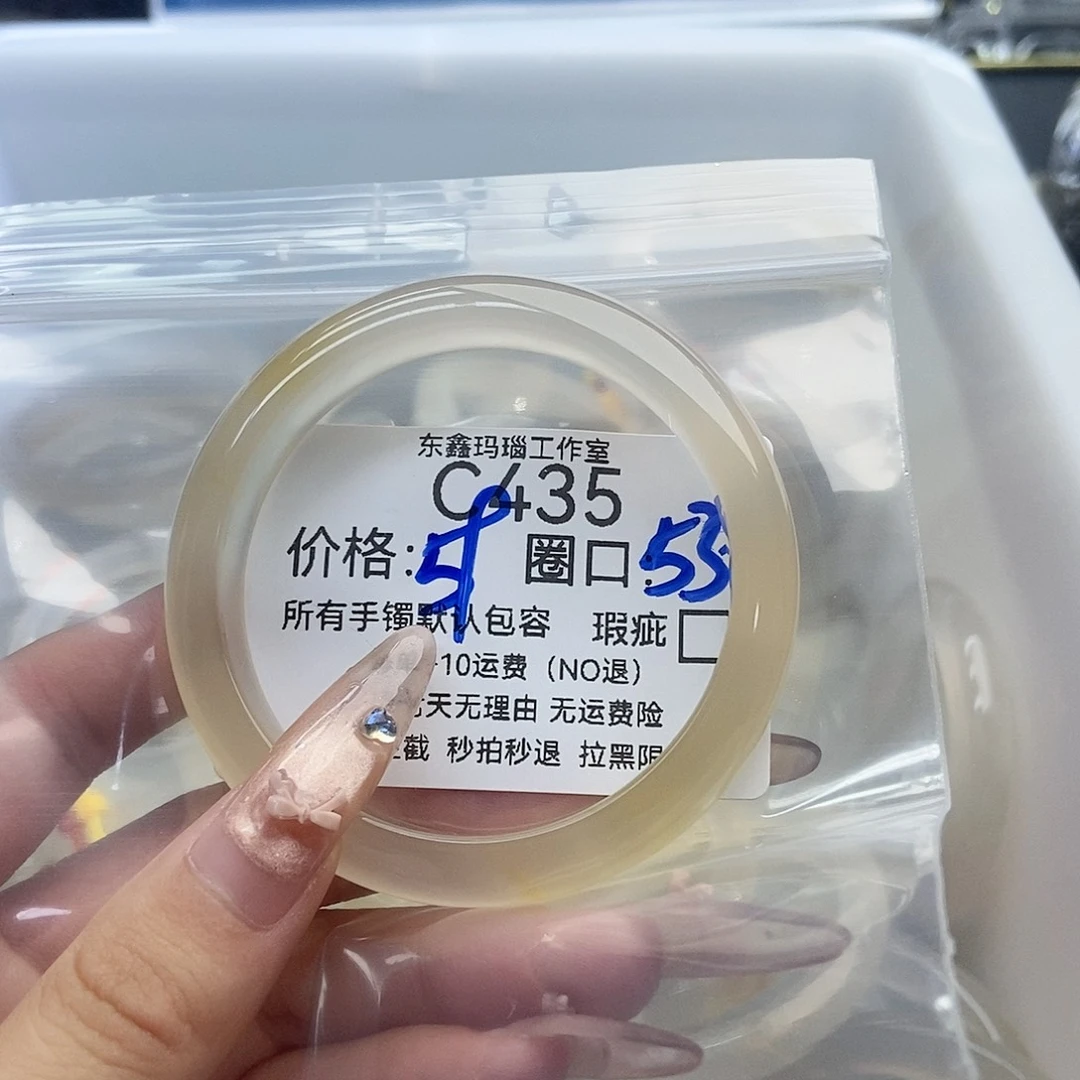 东鑫玛瑙工作室
C435
价格: 圈口:53
所有手镯默认包容 瑕疵
10运费（NO退）
天无理由 无运费险
截 秒拍秒退 拉黑限